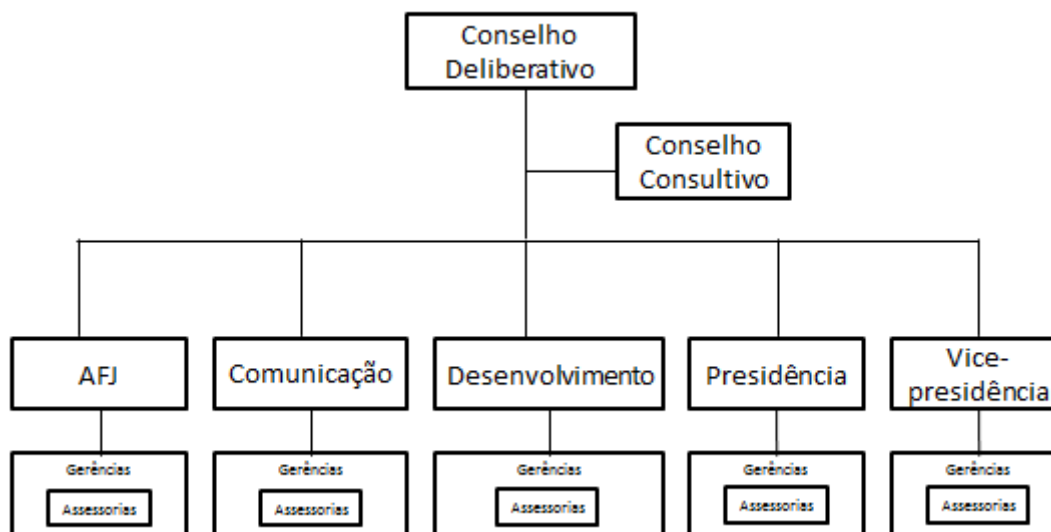 Conselho
Deliberativo
Conselho
Consultivo
AFJ
Comunicação
Desenvolvimento
Presidência
Vice-
presidência
Gerências
Assessorias
Gerências
Assessorias
Gerências
Assessorias
Gerências
Assessorias
Gerências
Assessorias